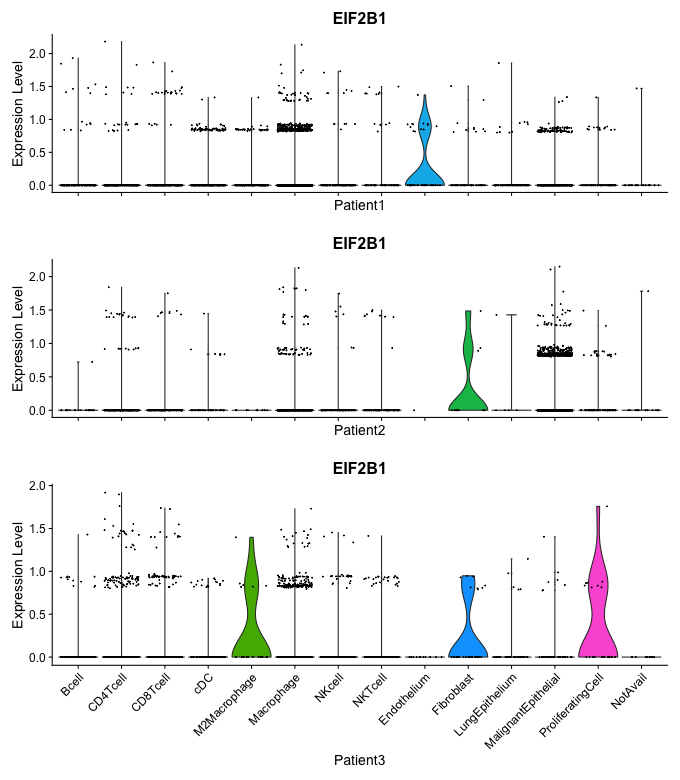 EIF2B1
Expression Level
2.0
1.5
1.0
0.5
0.0
Patient1
EIF2B1
Expression Level
2.0
1.5
1.0
0.5
0.0
Patient2
EIF2B1
Expression Level
2.0
1.5
1.0
0.5
0.0
Bcell
CD4Tcell
CD8Tcell
cDC
M2Macrophage
Macrophage
NKcell
NKTcell
Endothelium
Fibroblast
LungEpithelium
MalignantEpithelial
ProliferatingCell
NotAvail
Patient3